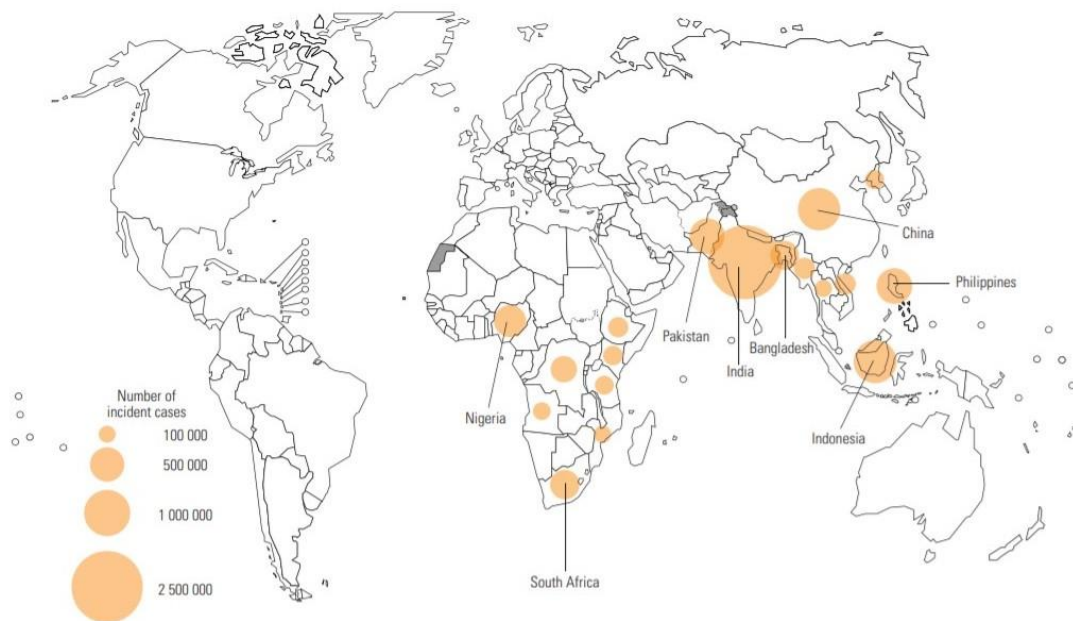 China
Philippines
Pakistan
Bangladesh
India
Nigeria
Indonesia
South Africa
Number of
incident cases
100 000
500 000
1 000 000
2 500 000